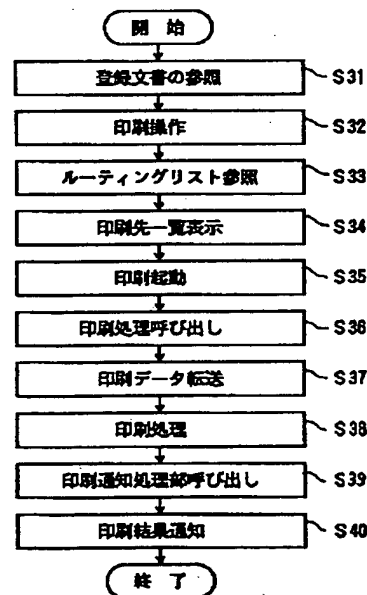 開 始
登録文書の参照 S31
印刷操作 S32
ルーティングリスト参照 S33
印刷先一覧表示 S34
印刷起動 S35
印刷処理呼び出し S36
印刷データ転送 S37
印刷処理 S38
印刷通知処理部呼び出し S39
印刷結果通知 S40
終 了